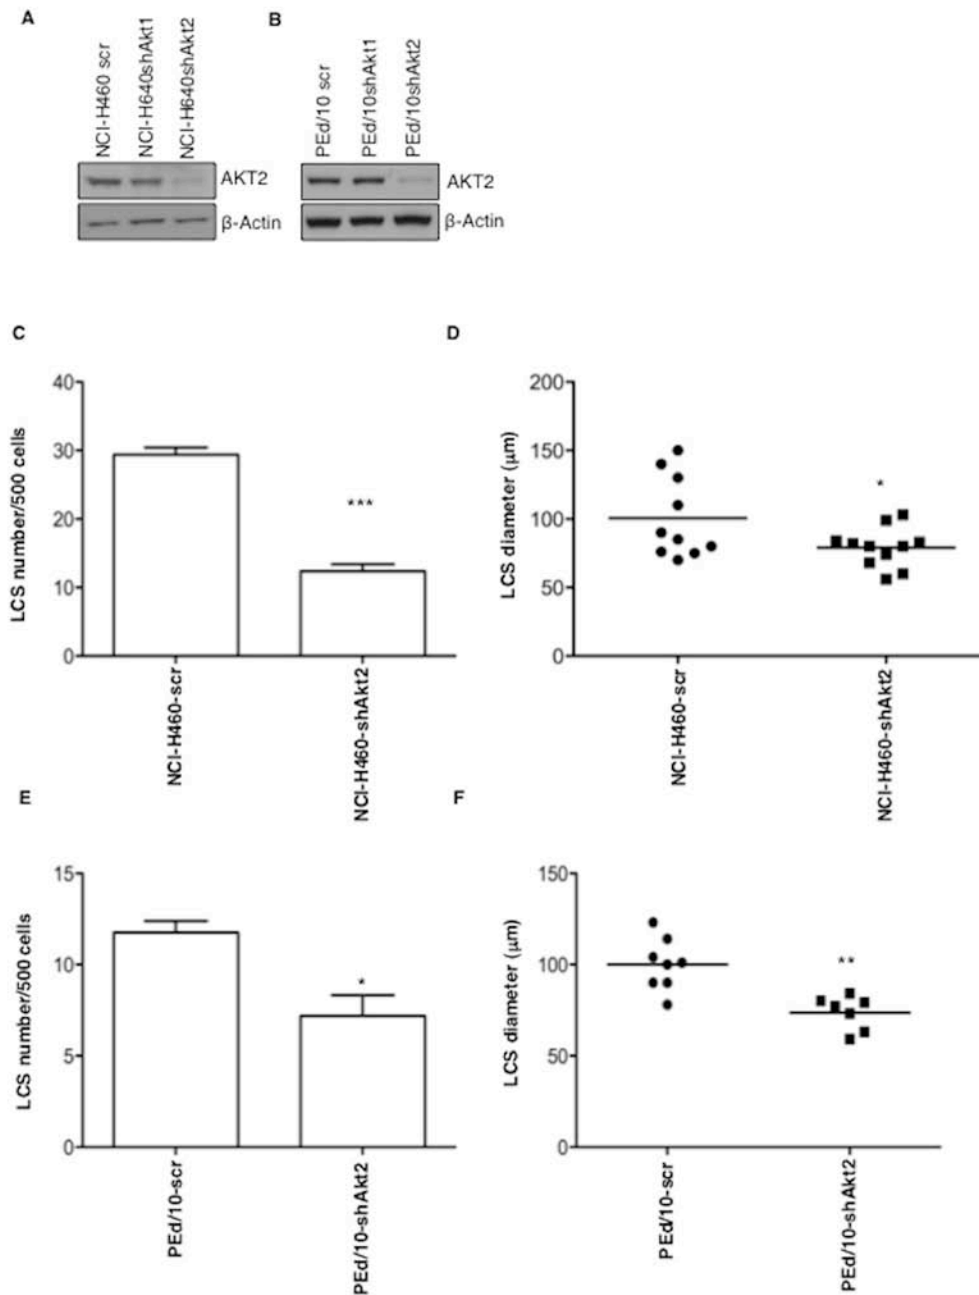 A
B
NCI-H460 scr
NCI-H640shAkt1
NCI-H640shAkt2
PEd/10 scr
PEd/10shAkt1
PEd/10shAkt2
AKT2
β-Actin
AKT2
β-Actin
C
D
LCS number/500 cells
40
30
20
10
0
***
NCI-H460-scr
NCI-H460-shAkt2
LCS diameter (μm)
200
150
100
50
0
*
NCI-H460-scr
NCI-H460-shAkt2
E
F
LCS number/500 cells
15
10
5
0
*
PEd/10-scr
PEd/10-shAkt2
LCS diameter (μm)
150
100
50
0
**
PEd/10-scr
PEd/10-shAkt2